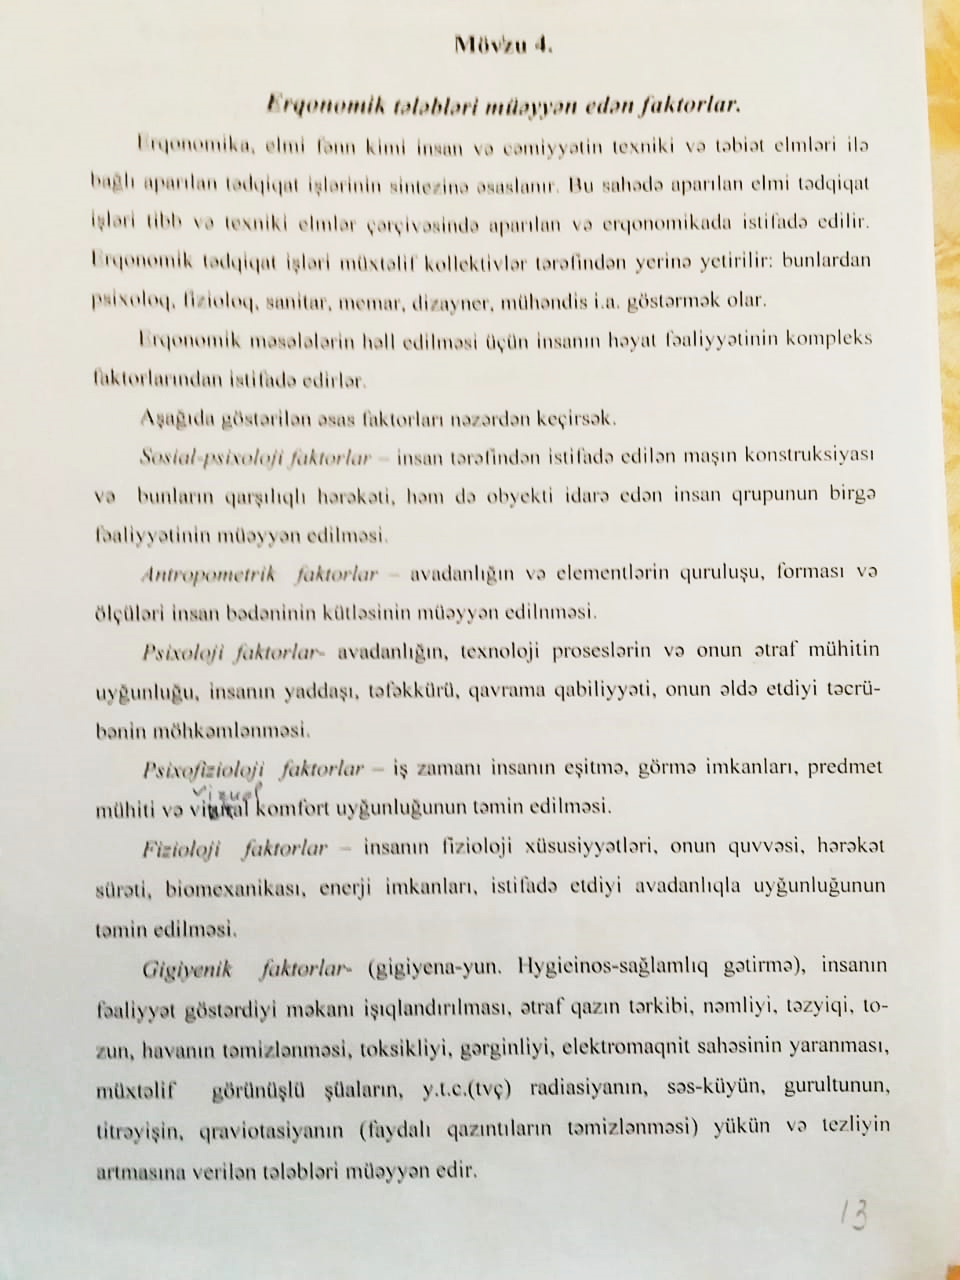 Mövzu 4.
Erqonomik tələbləri müəyyən edən faktorlar.
Erqonomika, elmi fənn kimi insan və cəmiyyətin texniki və təbiət elmləri ilə
bağlı aparılan tədqiqat işlərinin sintezinə əsaslanır. Bu sahədə aparılan elmi tədqiqat
işləri tibb və texniki elmlər çərçivəsində aparılan və erqonomikada istifadə edilir.
Erqonomik tədqiqat işləri müxtəlif kollektivlər tərəfindən yerinə yetirilir: bunlardan
psixoloq, fizioloq, sanitar, memar, dizayner, mühəndis i.a. göstərmək olar.
Erqonomik məsələlərin həll edilməsi üçün insanın həyat fəaliyyətinin kompleks
faktorlarından istifadə edirlər.
Aşağıda göstərilən əsas faktorları nəzərdən keçirsək.
Sosial-psixoloji faktorlar – insan tərəfindən istifadə edilən maşın konstruksiyası
və bunların qarşılıqlı hərəkəti, həm də obyekti idarə edən insan qrupunun birgə
fəaliyyətinin müəyyən edilməsi.
Antropometrik faktorlar – avadanlığın və elementlərin quruluşu, forması və
ölçüləri insan bədəninin kütləsinin müəyyən edilnməsi.
Psixoloji faktorlar- avadanlığın, texnoloji proseslərin və onun ətraf mühitin
uyğunluğu, insanın yaddaşı, təfəkkürü, qavrama qabiliyyəti, onun əldə etdiyi təcrü-
bənin möhkəmlənməsi.
Psixofizioloji faktorlar – iş zamanı insanın eşitmə, görmə imkanları, predmet
vizual
mühiti və komfort uyğunluğunun təmin edilməsi.
Fizioloji faktorlar – insanın fizioloji xüsusiyyətləri, onun quvvəsi, hərəkət
sürəti, biomexanikası, enerji imkanları, istifadə etdiyi avadanlıqla uyğunluğunun
təmin edilməsi.
Gigiyenik faktorlar- (gigiyena-yun. Hygieinos-sağlamlıq gətirmə), insanın
fəaliyyət göstərdiyi məkanı işıqlandırılması, ətraf qazın tərkibi, nəmliyi, təzyiqi, to-
zun, havanın təmizlənməsi, toksikliyi, gərginliyi, elektromaqnit sahəsinin yaranması,
müxtəlif görünüşlü şüaların, y.t.c.(tvç) radiasiyanın, səs-küyün, gurultunun,
titrəyişin, qraviotasiyanın (faydalı qazıntıların təmizlənməsi) yükün və tezliyin
artmasına verilən tələbləri müəyyən edir.
13